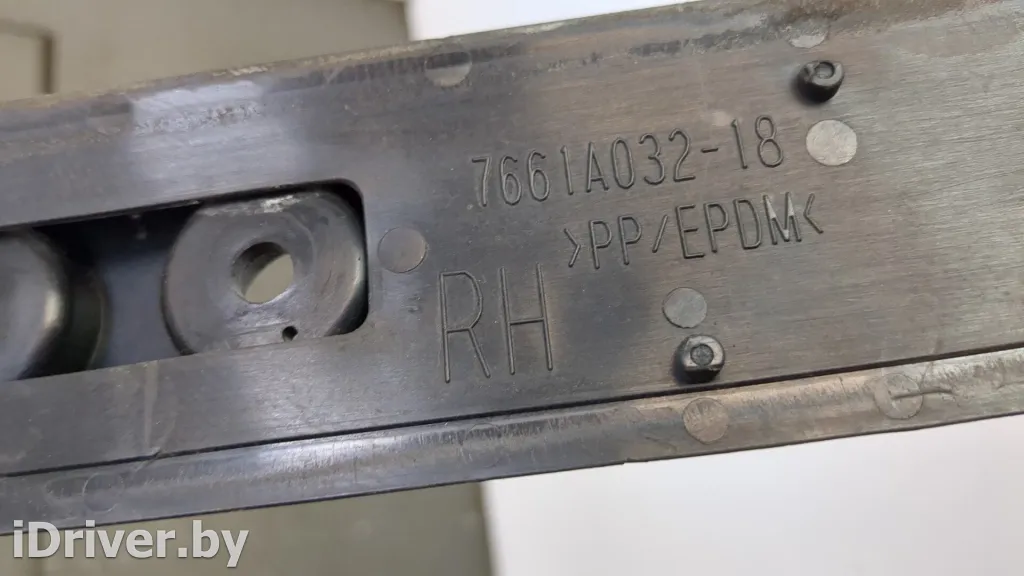 7661A032-18
>PP/EPDM<
RH
iDriver.by